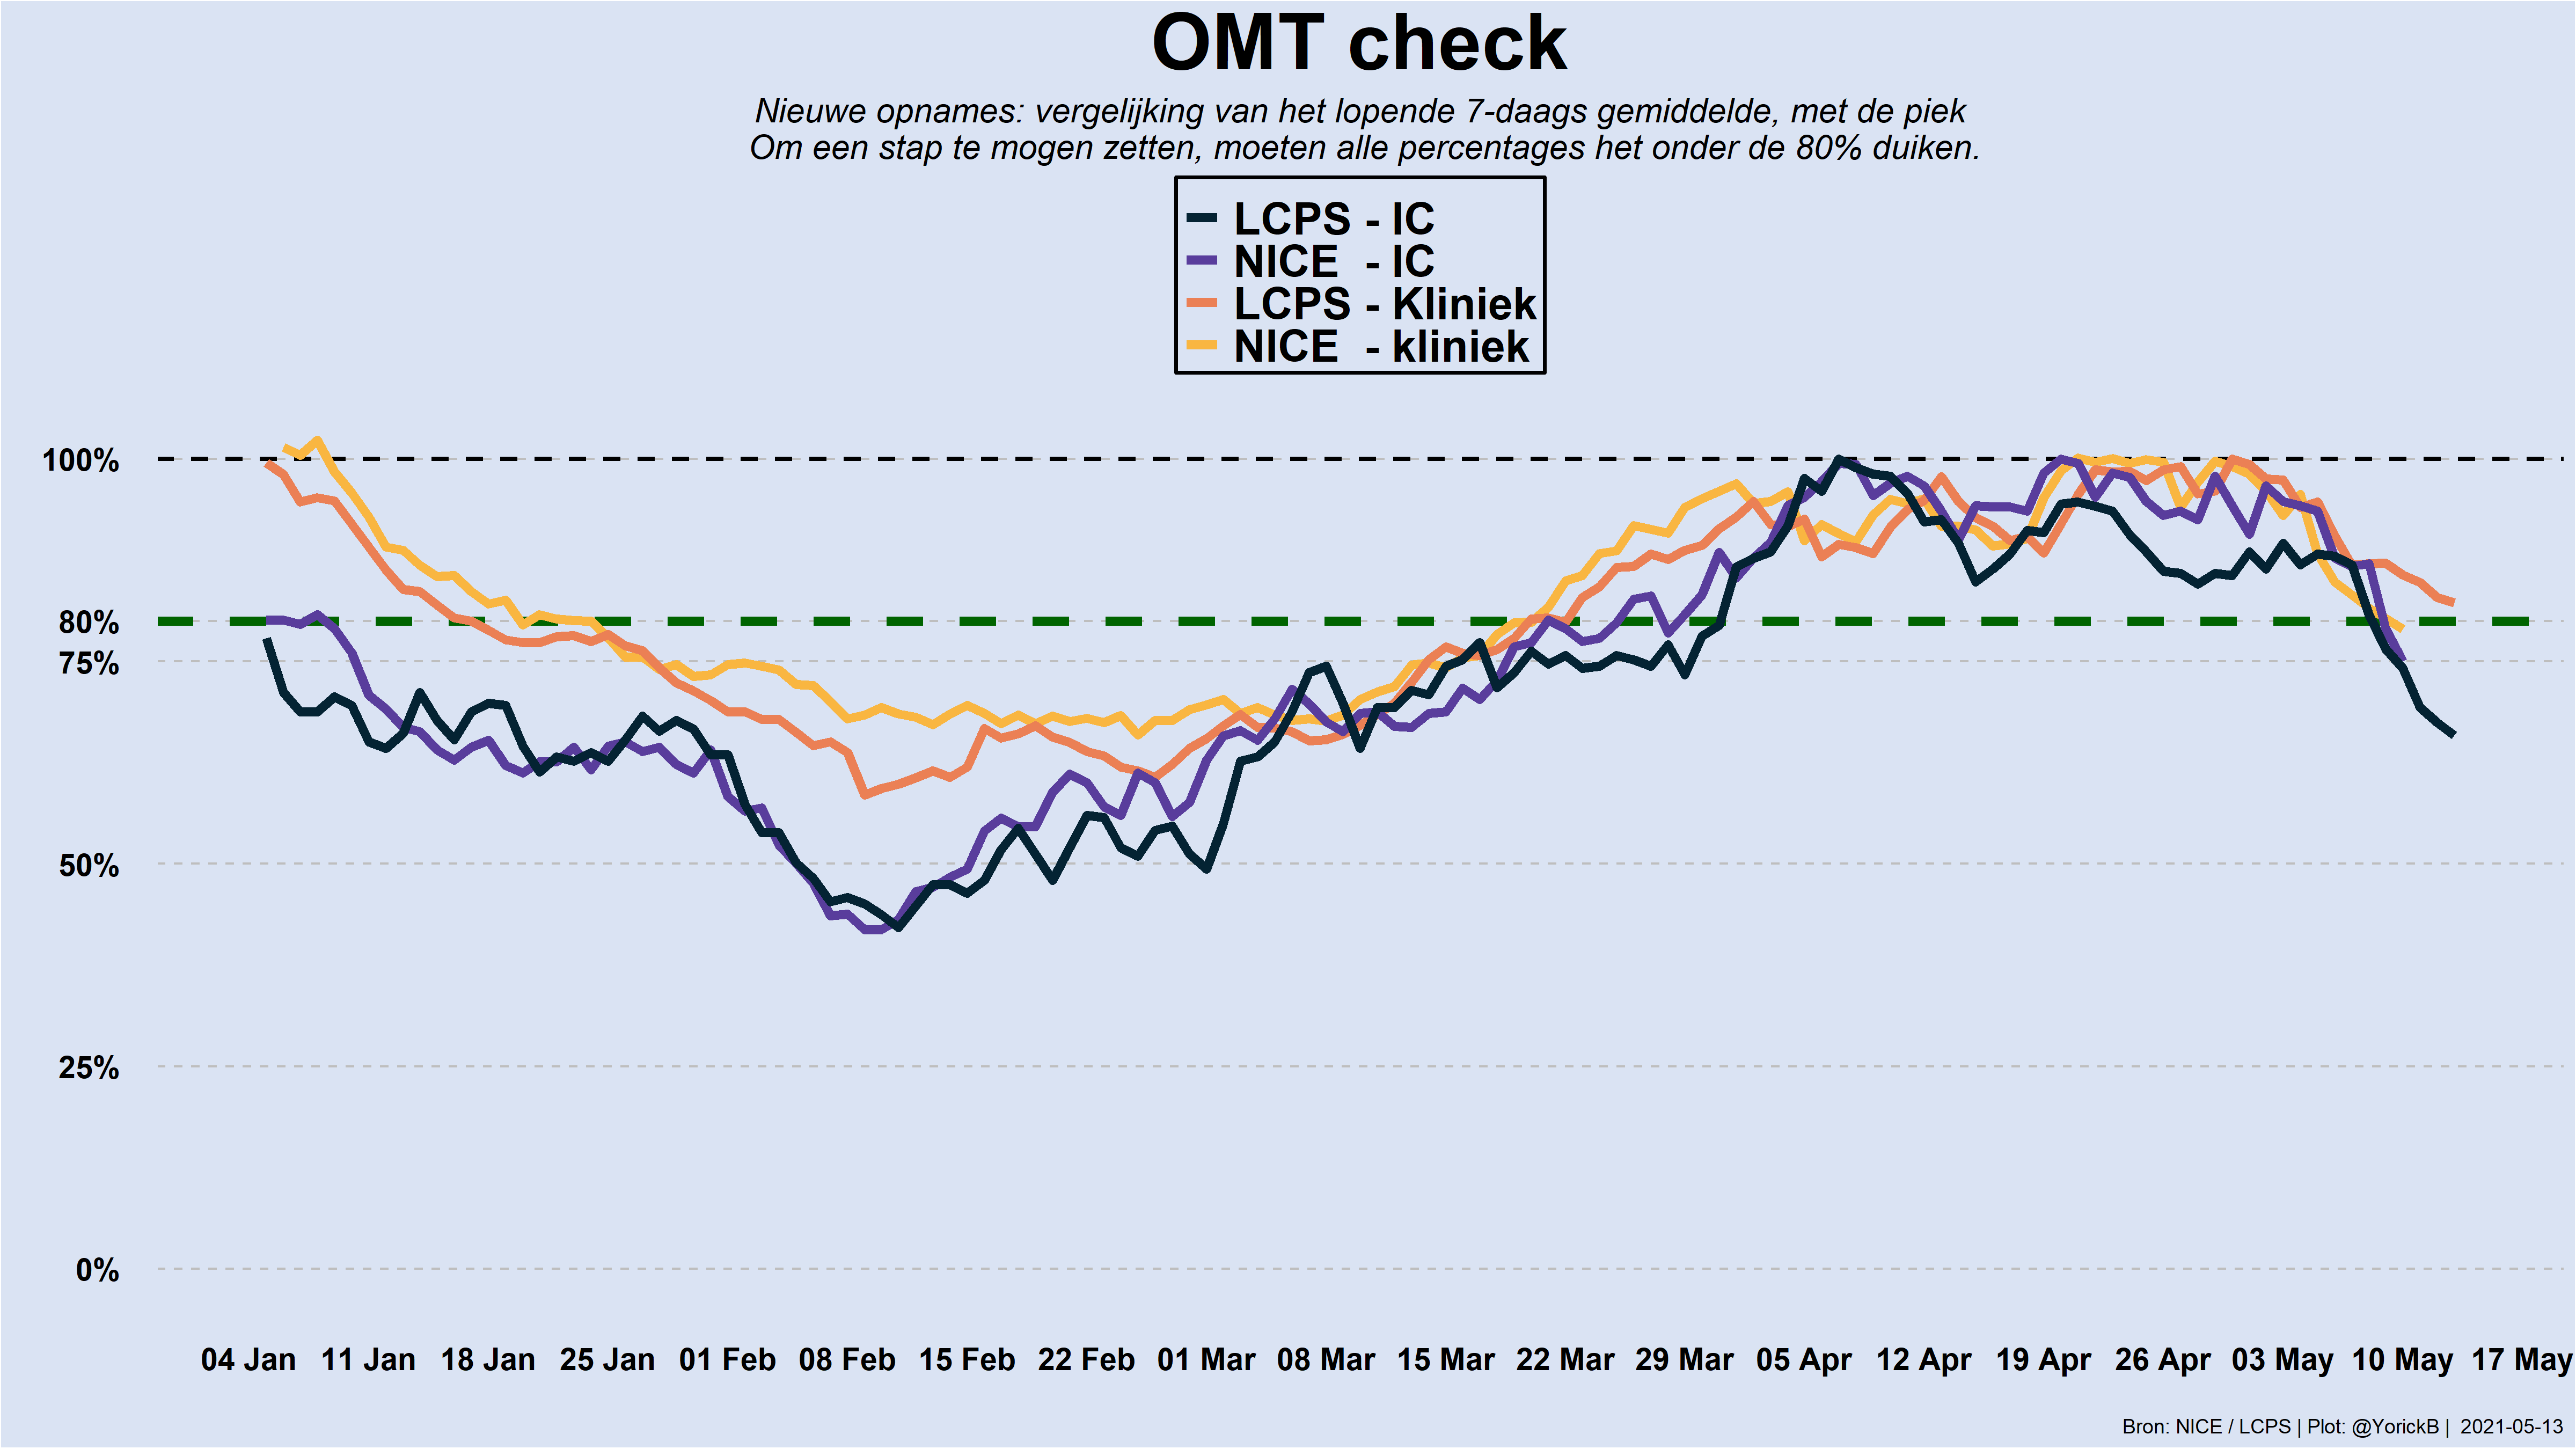 OMT check
Nieuwe opnames: vergelijking van het lopende 7-daags gemiddelde, met de piek
Om een stap te mogen zetten, moeten alle percentages het onder de 80% duiken.
LCPS - IC
NICE - IC
LCPS - Kliniek
NICE - kliniek
100%
80%
75%
50%
25%
0%
04 Jan 11 Jan 18 Jan 25 Jan 01 Feb 08 Feb 15 Feb 22 Feb 01 Mar 08 Mar 15 Mar 22 Mar 29 Mar 05 Apr 12 Apr 19 Apr 26 Apr 03 May 10 May 17 May
Bron: NICE / LCPS | Plot: @YorickB | 2021-05-13